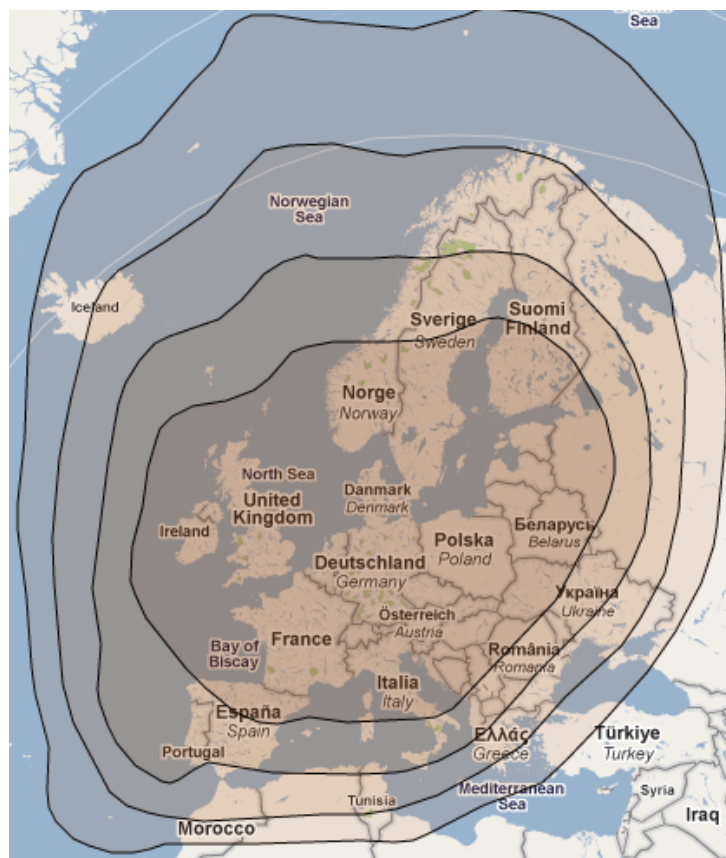 Sea
Norwegian
Sea
Iceland
Suomi
Finland
Sverige
Sweden
Norge
Norway
North Sea
United
Kingdom
Ireland
Danmark
Denmark
Polska
Poland
Беларусь
Belarus
Deutschland
Germany
Україна
Ukraine
Österreich
Austria
France
Bay of
Biscay
România
Romania
Italia
Italy
España
Spain
Portugal
Ελλάς
Greece
Türkiye
Turkey
Mediterranean
Sea
Syria
Iraq
Tunisia
Morocco